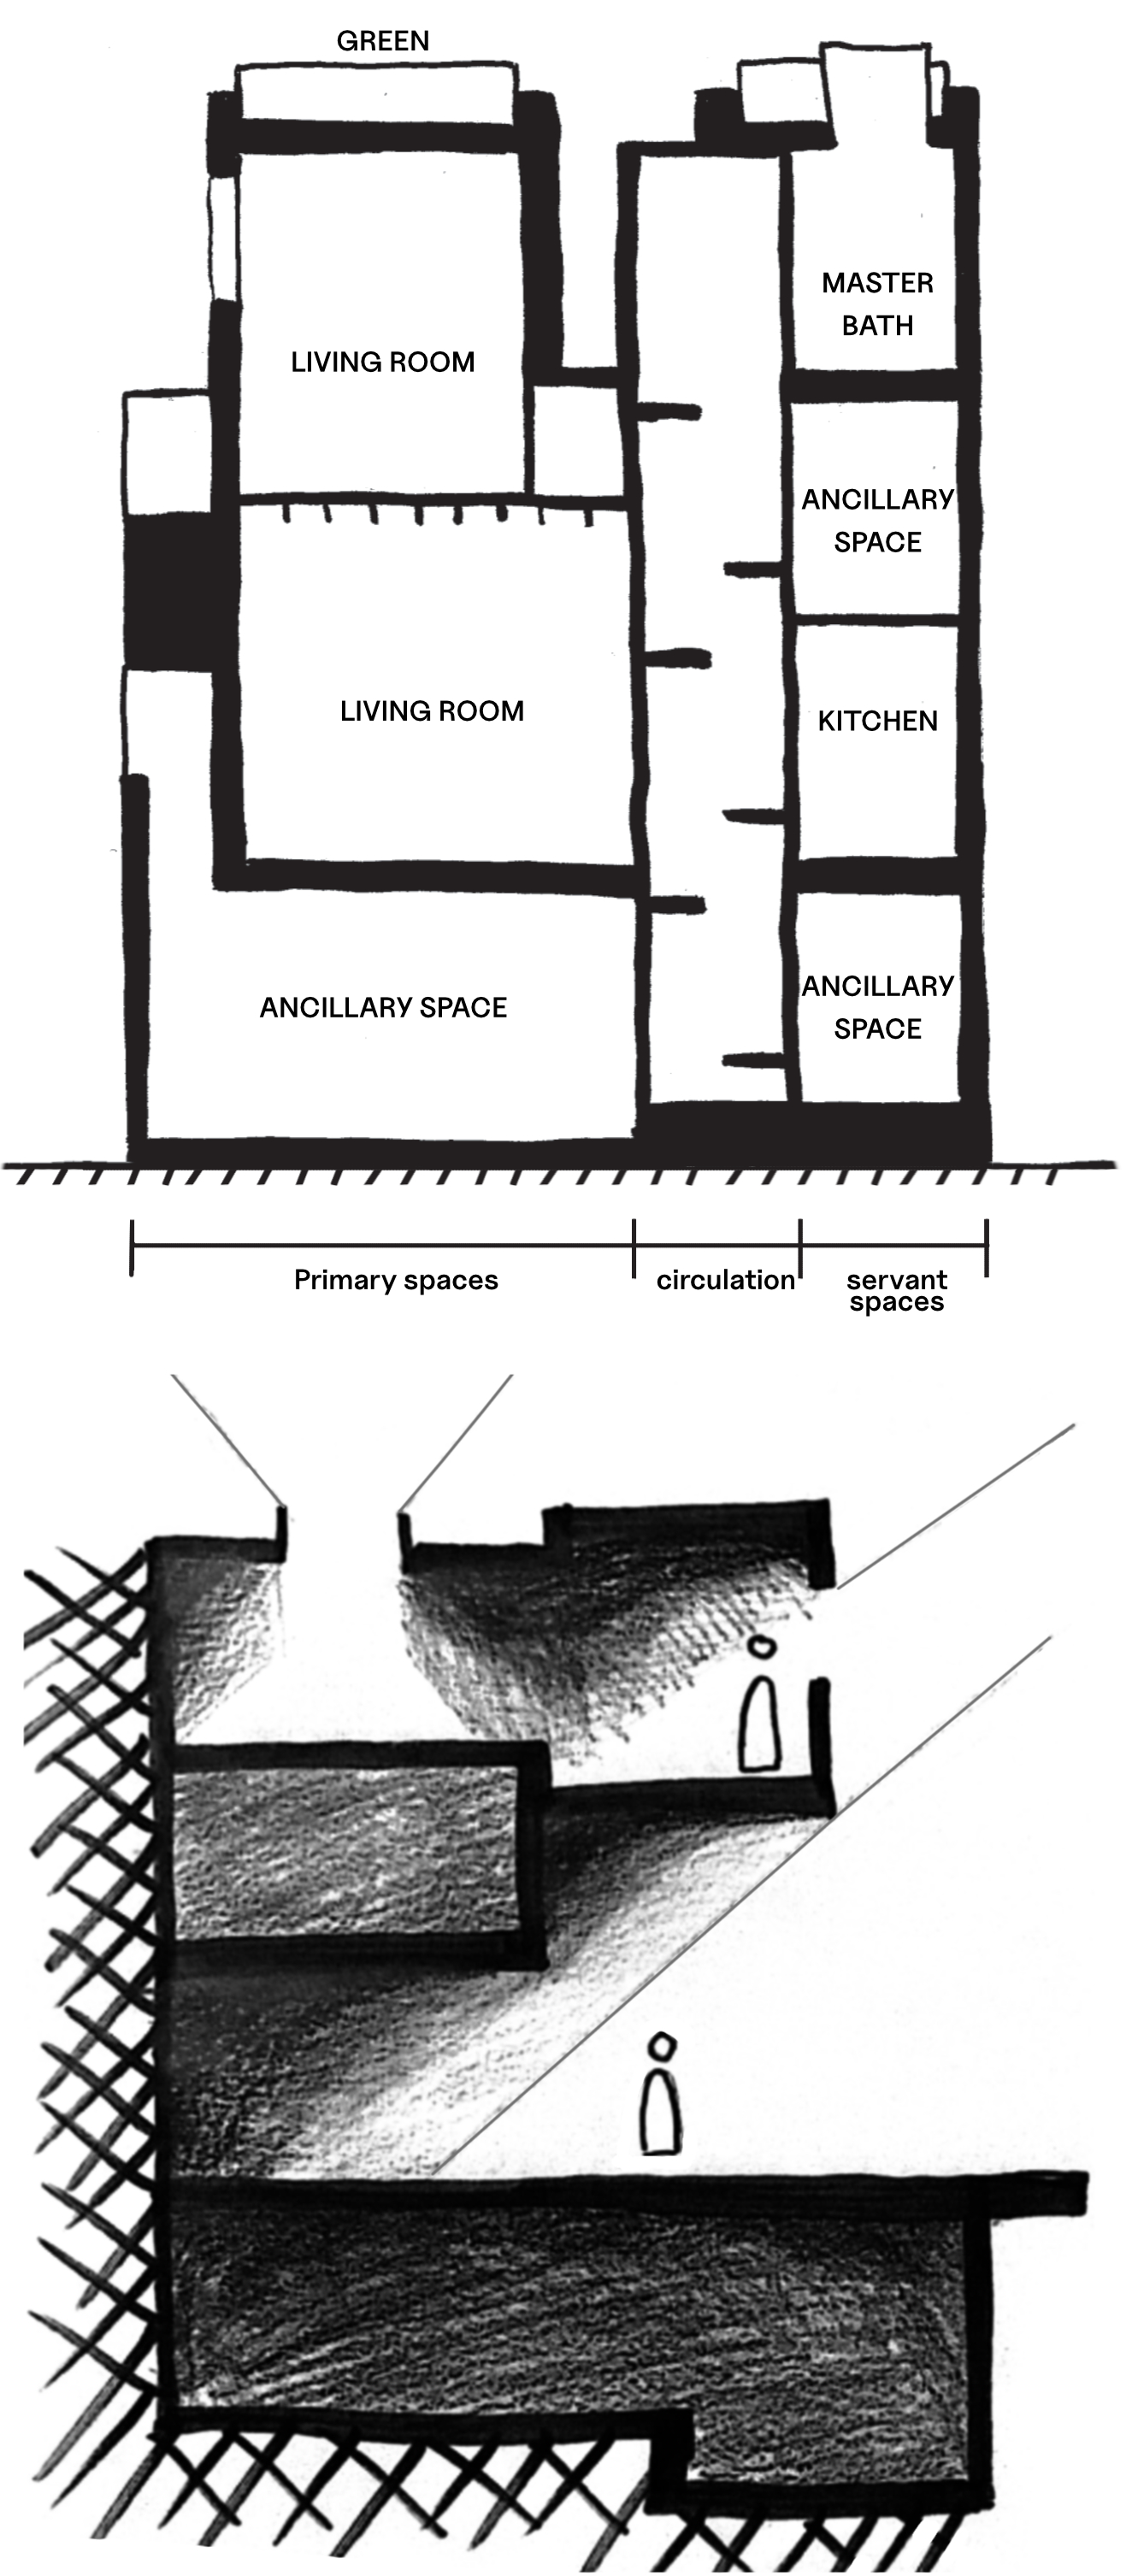 GREEN
MASTER
BATH
LIVING ROOM
ANCILLARY
SPACE
LIVING ROOM
KITCHEN
ANCILLARY SPACE
ANCILLARY
SPACE
Primary spaces
circulation
servant
spaces